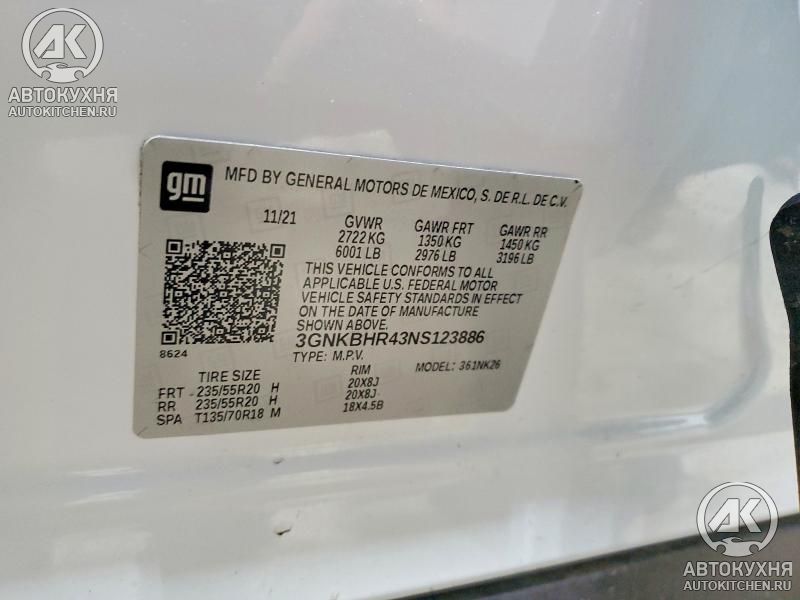 AK
АВТОКУХНЯ
AUTOKITCHEN.RU
gm MFD BY GENERAL MOTORS DE MEXICO, S. DE R.L. DE C.V.
11/21 GVWR GAWR FRT GAWR RR
2722 KG 1350 KG 1450 KG
6001 LB 2976 LB 3196 LB
THIS VEHICLE CONFORMS TO ALL
APPLICABLE U.S. FEDERAL MOTOR
VEHICLE SAFETY STANDARDS IN EFFECT
ON THE DATE OF MANUFACTURE
SHOWN ABOVE.
3GNKBHR43NS123886
8624
TYPE: M.P.V. MODEL: 361NK26
TIRE SIZE RIM
FRT - 235/55R20 H 20X8J
RR 235/55R20 H 20X8J
SPA T135/70R18 M 18X4.5B
AK
АВТОКУХНЯ
AUTOKITCHEN.RU